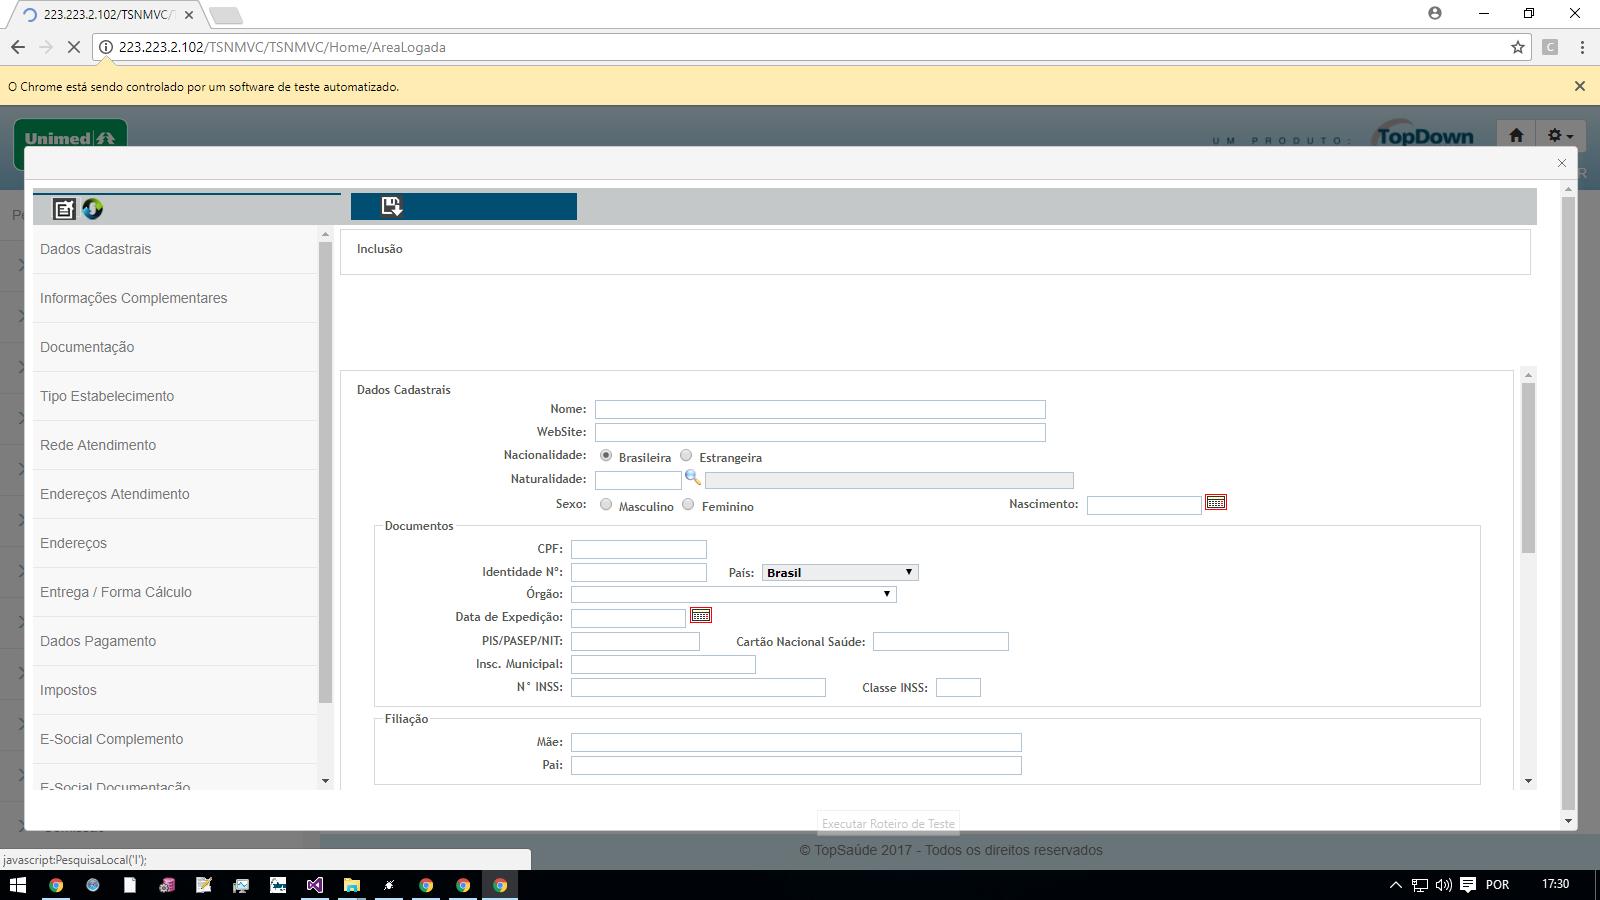 223.223.2.102/TSNMVC/
223.223.2.102/TSNMVC/TSNMVC/Home/AreaLogada
O Chrome está sendo controlado por um software de teste automatizado.
Unimed
UM PRODUTO:
TopDown
Dados Cadastrais
Informações Complementares
Documentação
Tipo Estabelecimento
Rede Atendimento
Endereços Atendimento
Endereços
Entrega / Forma Cálculo
Dados Pagamento
Impostos
E-Social Complemento
E-Social Documentação
Inclusão
Dados Cadastrais
Nome:
WebSite:
Nacionalidade: Brasileira Estrangeira
Naturalidade:
Sexo: Masculino Feminino Nascimento:
Documentos
CPF:
Identidade Nº: País: Brasil
Órgão:
Data de Expedição:
PIS/PASEP/NIT: Cartão Nacional Saúde:
Insc. Municipal:
N° INSS: Classe INSS:
Filiação
Mãe:
Pai:
Executar Roteiro de Teste
© TopSaúde 2017 - Todos os direitos reservados
javascript:PesquisaLocal('I');
POR 17:30